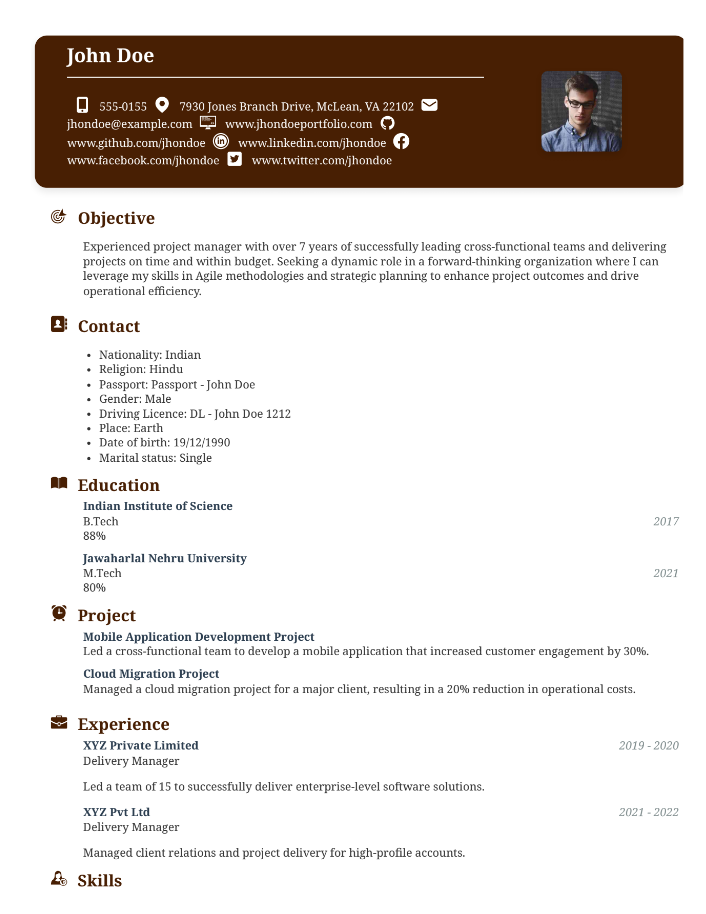 John Doe
555-0155 7930 Jones Branch Drive, McLean, VA 22102
jhondoe@example.com www.jhondoeportfolio.com
www.github.com/jhondoe www.linkedin.com/jhondoe
www.facebook.com/jhondoe www.twitter.com/jhondoe
Objective
Experienced project manager with over 7 years of successfully leading cross-functional teams and delivering
projects on time and within budget. Seeking a dynamic role in a forward-thinking organization where I can
leverage my skills in Agile methodologies and strategic planning to enhance project outcomes and drive
operational efficiency.
Contact
• Nationality: Indian
• Religion: Hindu
• Passport: Passport - John Doe
• Gender: Male
• Driving Licence: DL - John Doe 1212
• Place: Earth
• Date of birth: 19/12/1990
• Marital status: Single
Education
Indian Institute of Science
B.Tech 2017
88%
Jawaharlal Nehru University
M.Tech 2021
80%
Project
Mobile Application Development Project
Led a cross-functional team to develop a mobile application that increased customer engagement by 30%.
Cloud Migration Project
Managed a cloud migration project for a major client, resulting in a 20% reduction in operational costs.
Experience
XYZ Private Limited 2019 - 2020
Delivery Manager
Led a team of 15 to successfully deliver enterprise-level software solutions.
XYZ Pvt Ltd 2021 - 2022
Delivery Manager
Managed client relations and project delivery for high-profile accounts.
Skills